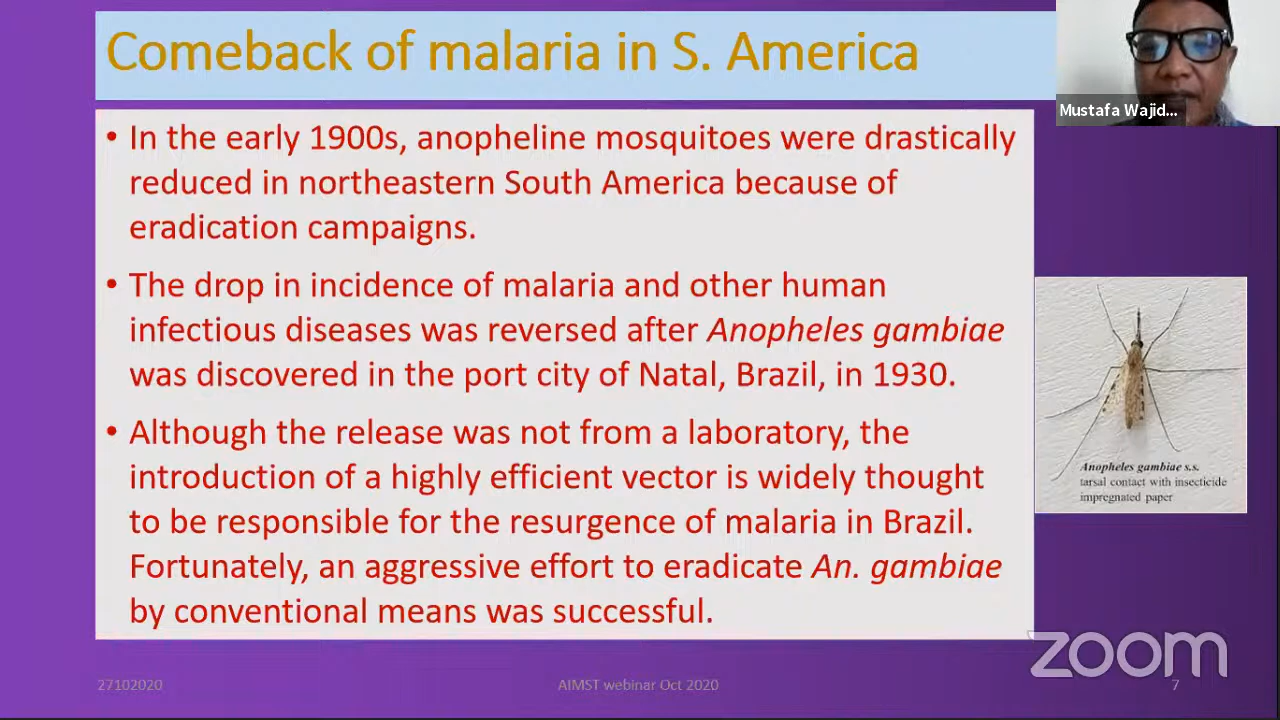 Comeback of malaria in S. America
Mustafa Wajid...
• In the early 1900s, anopheline mosquitoes were drastically
reduced in northeastern South America because of
eradication campaigns.
• The drop in incidence of malaria and other human
infectious diseases was reversed after Anopheles gambiae
was discovered in the port city of Natal, Brazil, in 1930.
• Although the release was not from a laboratory, the
introduction of a highly efficient vector is widely thought
to be responsible for the resurgence of malaria in Brazil.
Fortunately, an aggressive effort to eradicate An. gambiae
by conventional means was successful.
Anopheles gambiae s.s.
tarsal contact with insecticide
impregnated paper
zoom
27102020
AIMST webinar Oct 2020
7